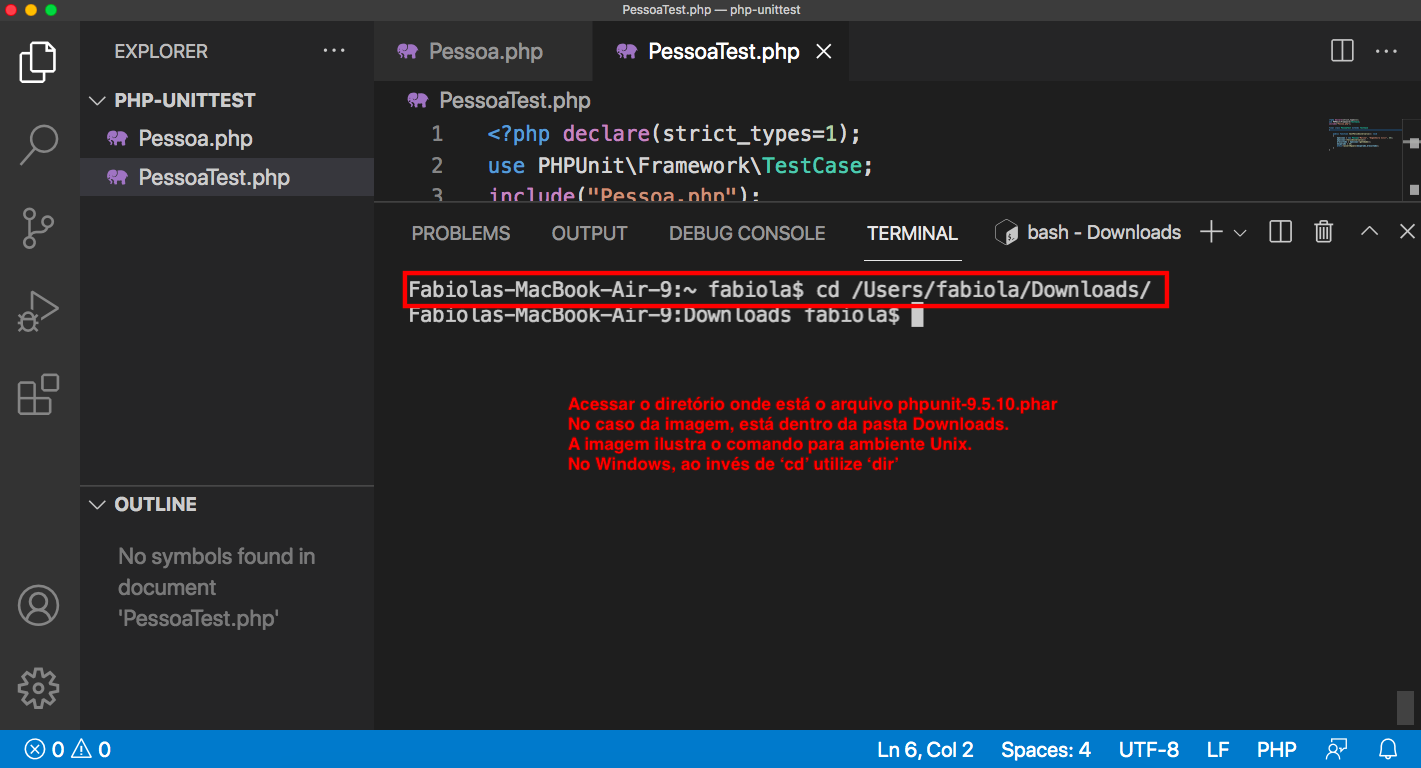 PessoaTest.php — php-unittest
EXPLORER
PHP-UNITTEST
Pessoa.php
PessoaTest.php
OUTLINE
No symbols found in
document
'PessoaTest.php'
Pessoa.php
PessoaTest.php
PessoaTest.php
1 <?php declare(strict_types=1);
2 use PHPUnit\Framework\TestCase;
3 include("Pessoa.php");
PROBLEMS OUTPUT DEBUG CONSOLE TERMINAL bash - Downloads
Fabiolas-MacBook-Air-9:~ fabiola$ cd /Users/fabiola/Downloads/
Fabiolas-MacBook-Air-9:Downloads fabiola$
Acessar o diretório onde está o arquivo phpunit-9.5.10.phar
No caso da imagem, está dentro da pasta Downloads.
A imagem ilustra o comando para ambiente Unix.
No Windows, ao invés de ‘cd’ utilize ‘dir’
0 0 Ln 6, Col 2 Spaces: 4 UTF-8 LF PHP